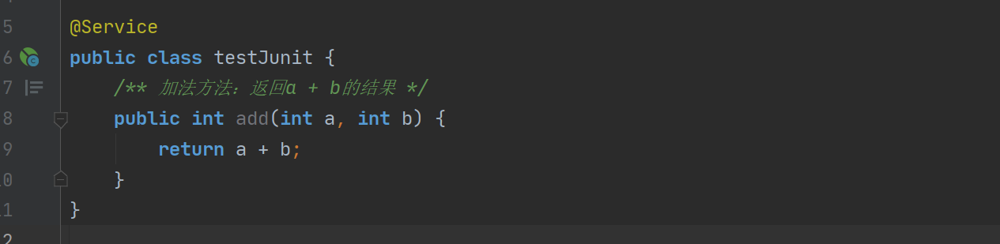 5 @Service
6 public class testJunit {
7 /** 加法方法：返回a + b的结果 */
8 public int add(int a, int b) {
9 return a + b;
0 }
1 }
2